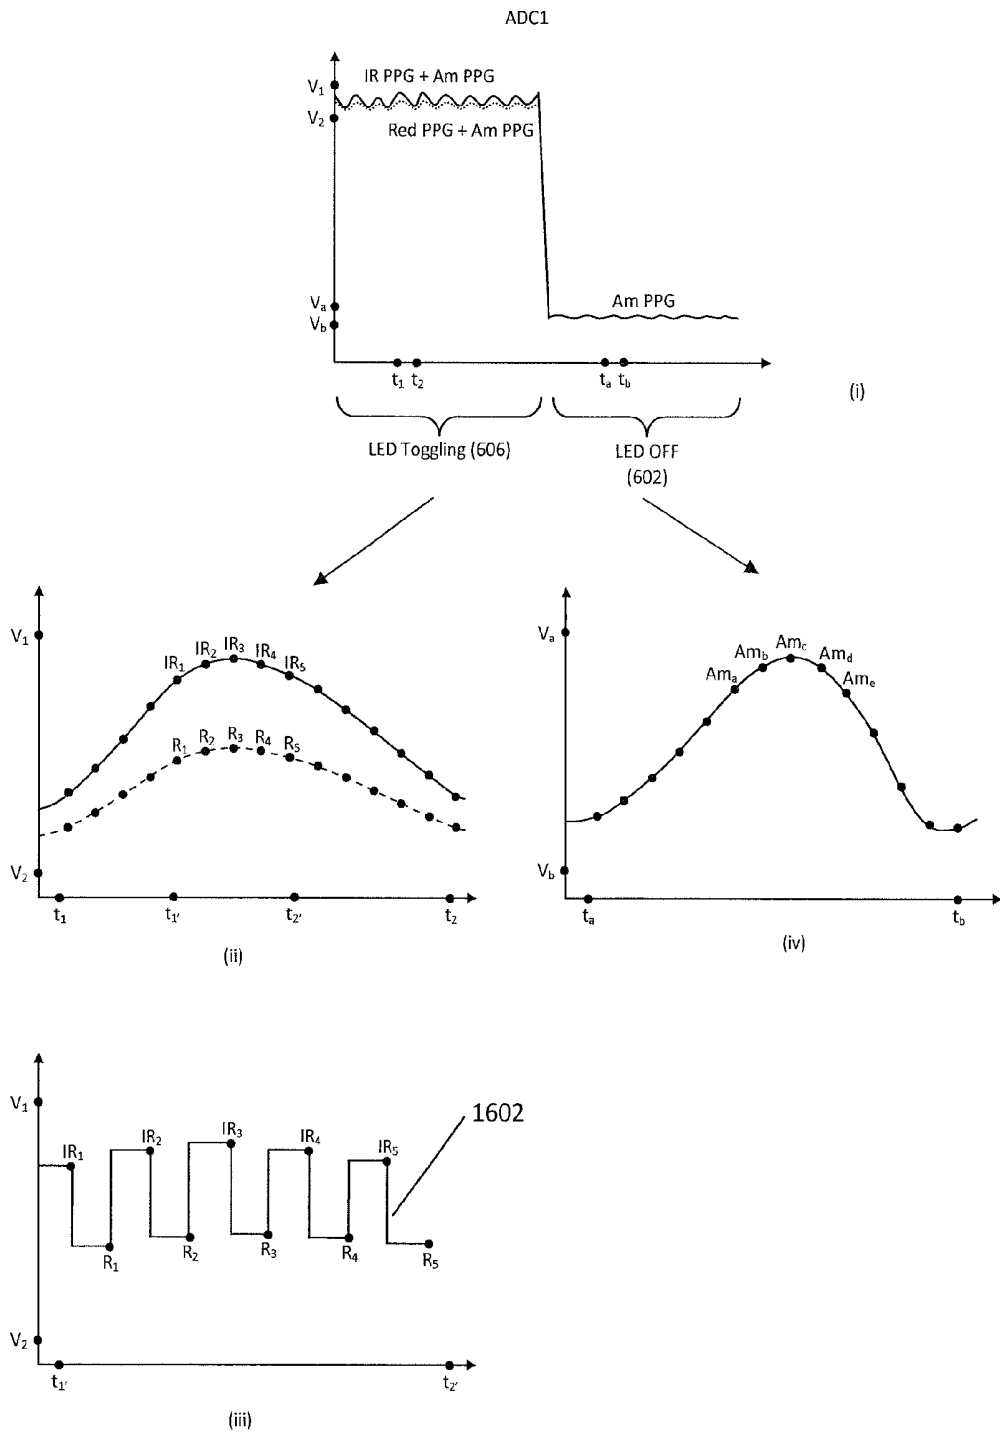 ADC1
V1
IR PPG + Am PPG
V2
Red PPG + Am PPG
Va
Am PPG
Vb
t1 t2 ta tb
(i)
LED Toggling (606)
LED OFF
(602)
V1
IR1 IR2 IR3 IR4 IR5
R1 R2 R3 R4 R5
V2
t1 t1' t2' t2
(ii)
Va
Ama Amb Amc Amd Ame
Vb
ta tb
(iv)
V1
1602
IR1 IR2 IR3 IR4 IR5
R1 R2 R3 R4 R5
V2
t1' t2'
(iii)